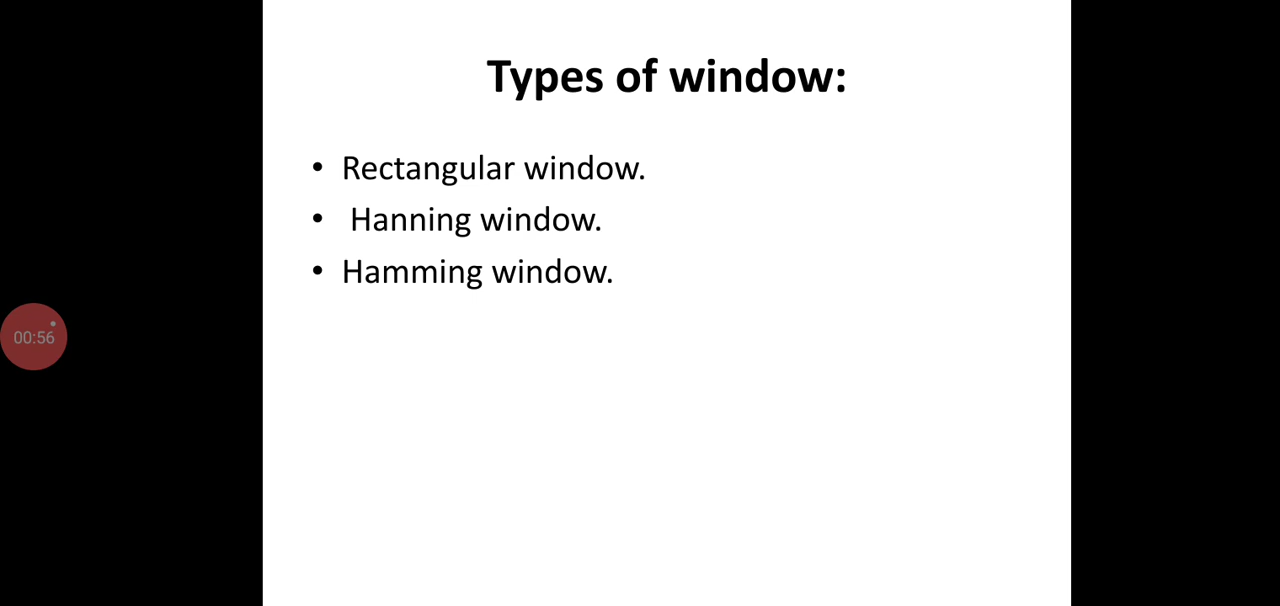 Types of window:
• Rectangular window.
• Hanning window.
• Hamming window.
00:56